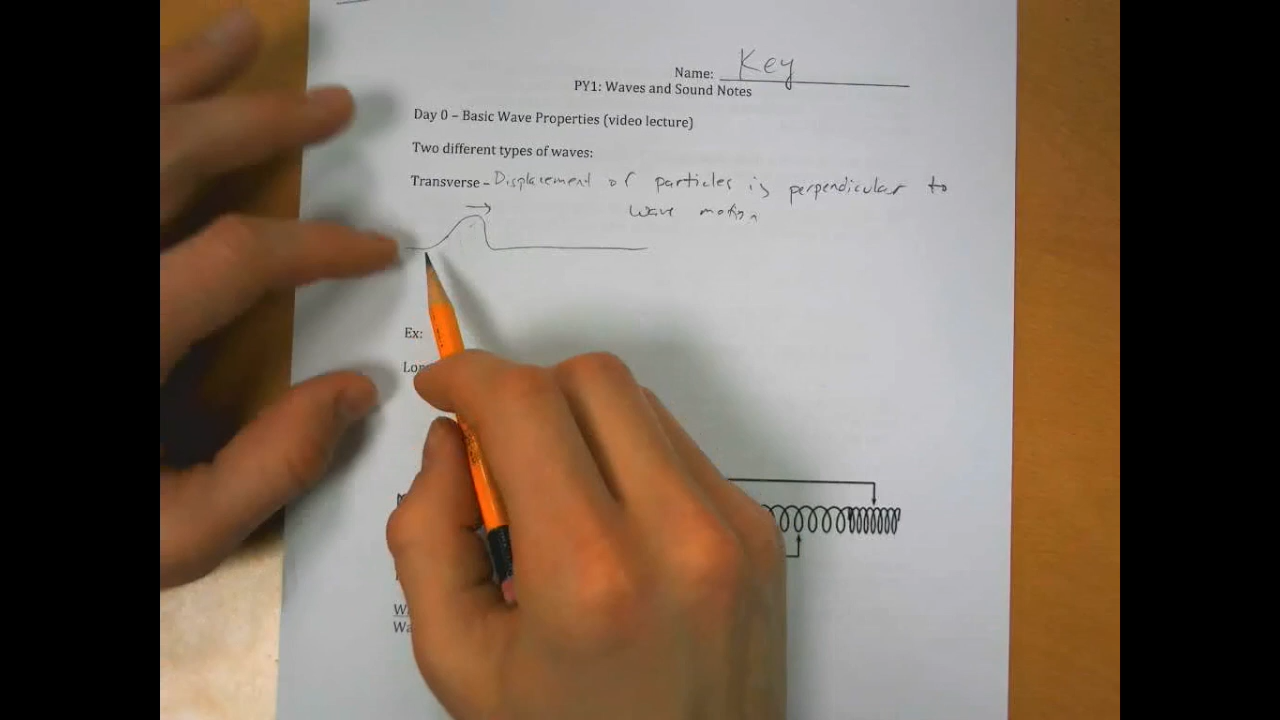 Name: Key
PY1: Waves and Sound Notes
Day 0 – Basic Wave Properties (video lecture)
Two different types of waves:
Transverse – Displacement of particles is perpendicular to
wave motion
Ex: